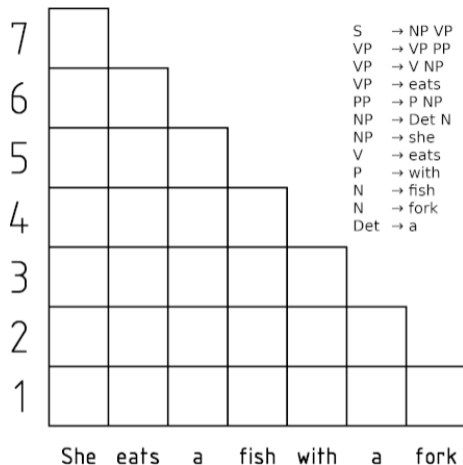 7
6
5
4
3
2
1
S → NP VP
VP → VP PP
VP → V NP
VP → eats
PP → P NP
NP → Det N
NP → she
V → eats
P → with
N → fish
N → fork
Det → a
She eats a fish with a fork